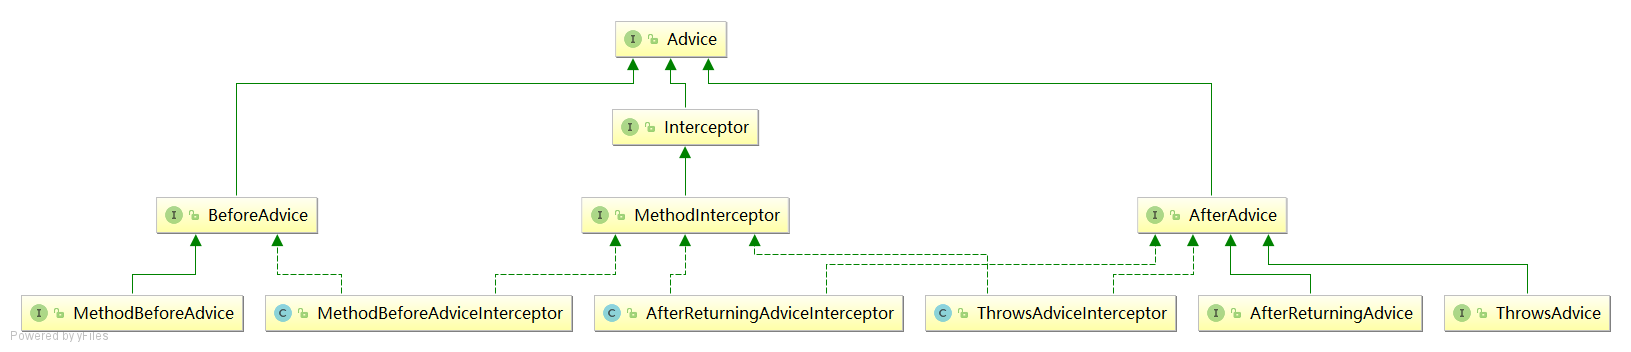 I Advice
I Interceptor
I BeforeAdvice
I MethodInterceptor
I AfterAdvice
I MethodBeforeAdvice
C MethodBeforeAdviceInterceptor
C AfterReturningAdviceInterceptor
C ThrowsAdviceInterceptor
I AfterReturningAdvice
I ThrowsAdvice
Powered by yFiles